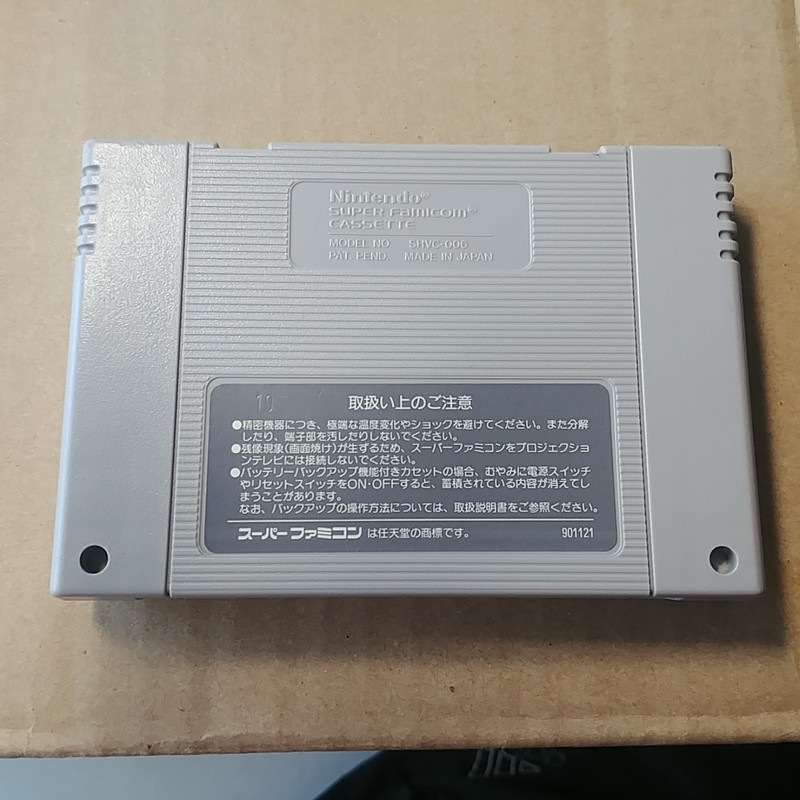 Nintendo®
SUPER Famicom®
CASSETTE
MODEL NO. SHVC-006
PAT. PEND. MADE IN JAPAN
10
取扱い上のご注意
●精密機器につき、極端な温度変化やショックを避けてください。また分解
したり、端子部を汚したりしないでください。
●残像現象(画面焼け)が生ずるため、スーパーファミコンをプロジェクショ
ンテレビには接続しないでください。
●バッテリーバックアップ機能付きカセットの場合、むやみに電源スイッチ
やリセットスイッチをON・OFFすると、蓄積されている内容が消えてし
まうことがあります。
なお、バックアップの操作方法については、取扱説明書をご参照ください。
スーパーファミコン は任天堂の商標です。 901121